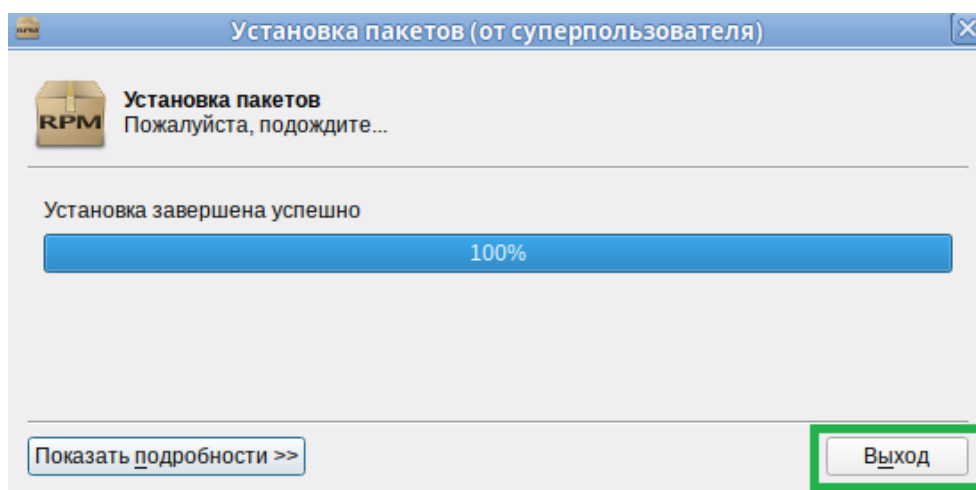 Установка пакетов (от суперпользователя)
RPM
Установка пакетов
Пожалуйста, подождите...
Установка завершена успешно
100%
Показать подробности >>
Выход